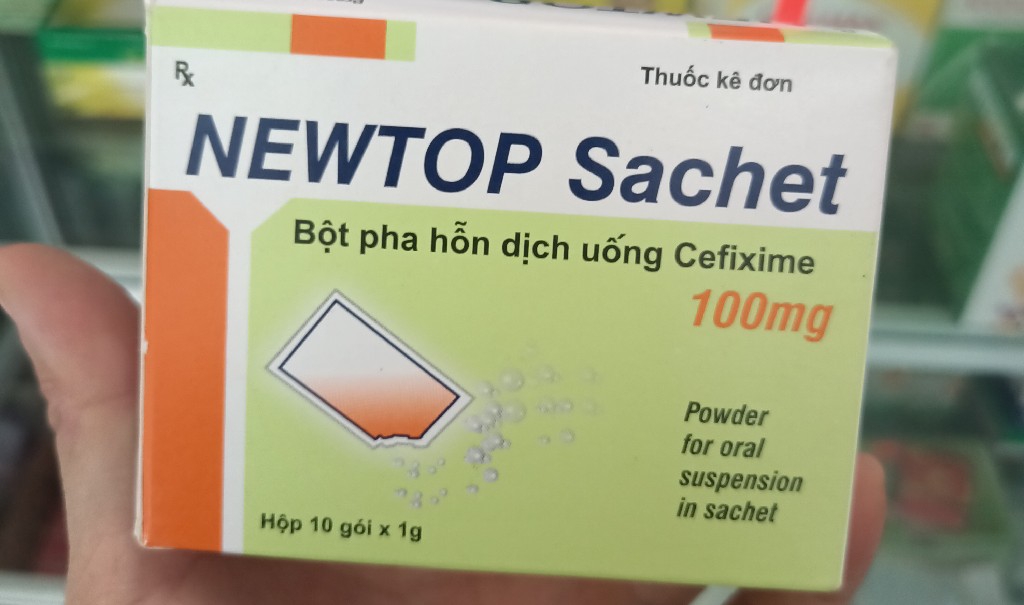 Rx
Thuốc kê đơn
NEWTOP Sachet
Bột pha hỗn dịch uống Cefixime
100mg
Powder
for oral
suspension
in sachet
Hộp 10 gói x 1g